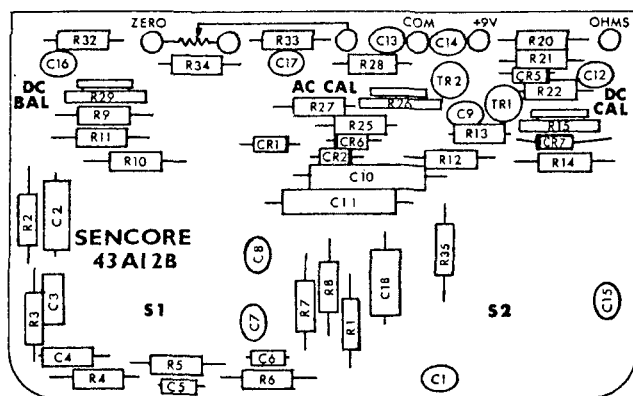 ZERO COM +9V OHMS
R32 R33 C13 C14 R20
C16 R34 C17 R28 R21
TR2 CR5 C12
DC BAL R29 AC CAL R26 R22 DC CAL
R9 R27 C9 TR1
R11 R25 R13 R15
CR1 CR6 CR7
R10 CR2 R12 R14
C10
R2 C2 C11
SENCORE
43A12B
C8 R35
R3 C3 S1 R7 R8 R1 C18 S2 C15
C7
C4 R5 C6
R4 C5 R6 C1